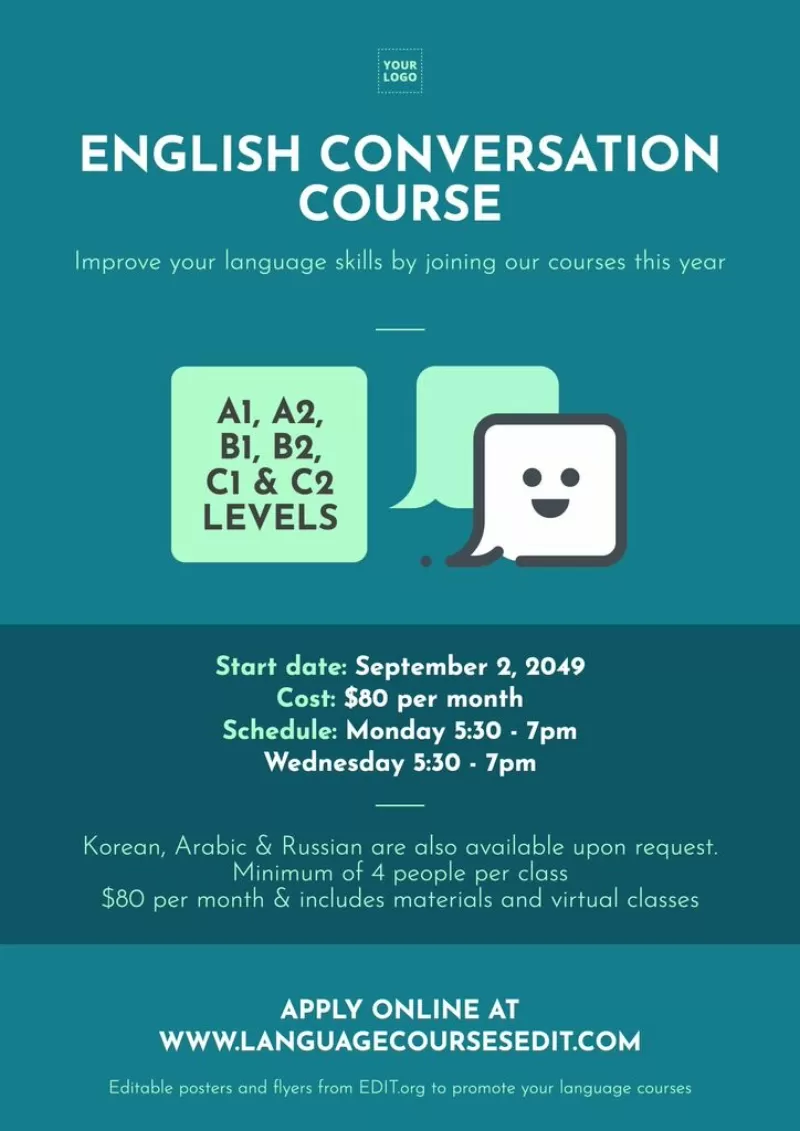 YOUR
LOGO
ENGLISH CONVERSATION
COURSE
Improve your language skills by joining our courses this year
A1, A2,
B1, B2,
C1 & C2
LEVELS
Start date: September 2, 2049
Cost: $80 per month
Schedule: Monday 5:30 - 7pm
Wednesday 5:30 - 7pm
Korean, Arabic & Russian are also available upon request.
Minimum of 4 people per class
$80 per month & includes materials and virtual classes
APPLY ONLINE AT
WWW.LANGUAGECOURSESEDIT.COM
Editable posters and flyers from EDIT.org to promote your language courses